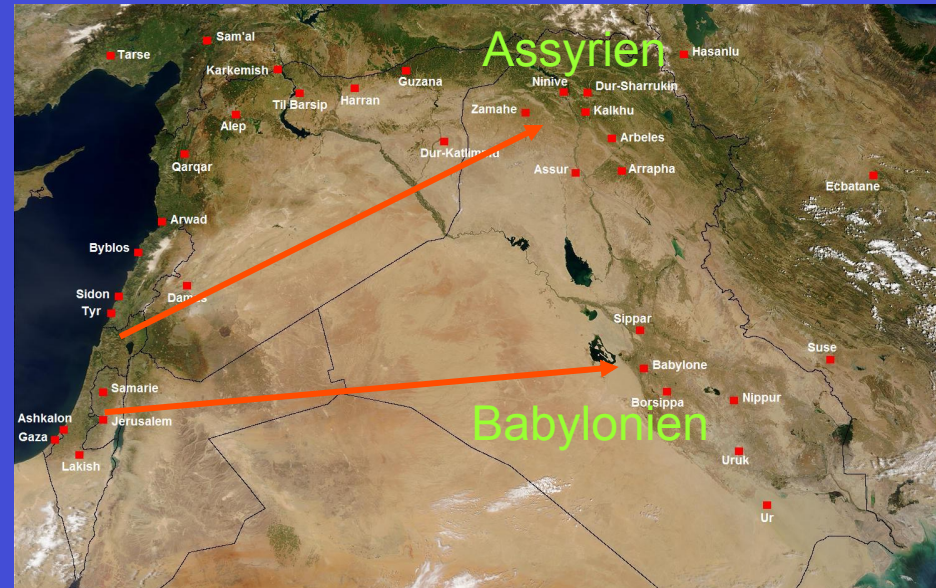 Assyrien
Sam'al
Tarse
Hasanlu
Karkemish
Guzana
Ninive
Dur-Sharrukin
Til Barsip
Harran
Zamahe
Kalkhu
Alep
Arbeles
Dur-Katlimmu
Qarqar
Assur
Arrapha
Ecbatane
Arwad
Byblos
Sidon
Damas
Tyr
Sippar
Suse
Babylone
Samarie
Borsippa
Nippur
Ashkalon
Jerusalem
Babylonien
Gaza
Lakish
Uruk
Ur